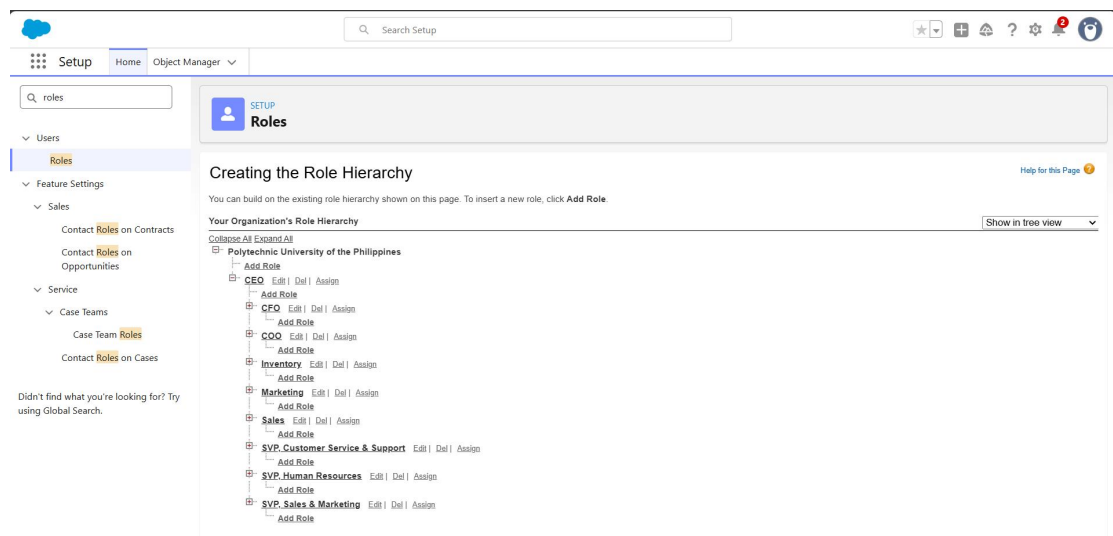 Search Setup
2
Setup
Home
Object Manager
roles
Users
Roles
Feature Settings
Sales
Contact Roles on Contracts
Contact Roles on
Opportunities
Service
Case Teams
Case Team Roles
Contact Roles on Cases
Didn't find what you're looking for? Try
using Global Search.
SETUP
Roles
Creating the Role Hierarchy
Help for this Page
You can build on the existing role hierarchy shown on this page. To insert a new role, click Add Role.
Your Organization's Role Hierarchy
Show in tree view
Collapse All Expand All
Polytechnic University of the Philippines
Add Role
CEO Edit | Del | Assign
Add Role
CFO Edit | Del | Assign
Add Role
COO Edit | Del | Assign
Add Role
Inventory Edit | Del | Assign
Add Role
Marketing Edit | Del | Assign
Add Role
Sales Edit | Del | Assign
Add Role
SVP, Customer Service & Support Edit | Del | Assign
Add Role
SVP, Human Resources Edit | Del | Assign
Add Role
SVP, Sales & Marketing Edit | Del | Assign
Add Role